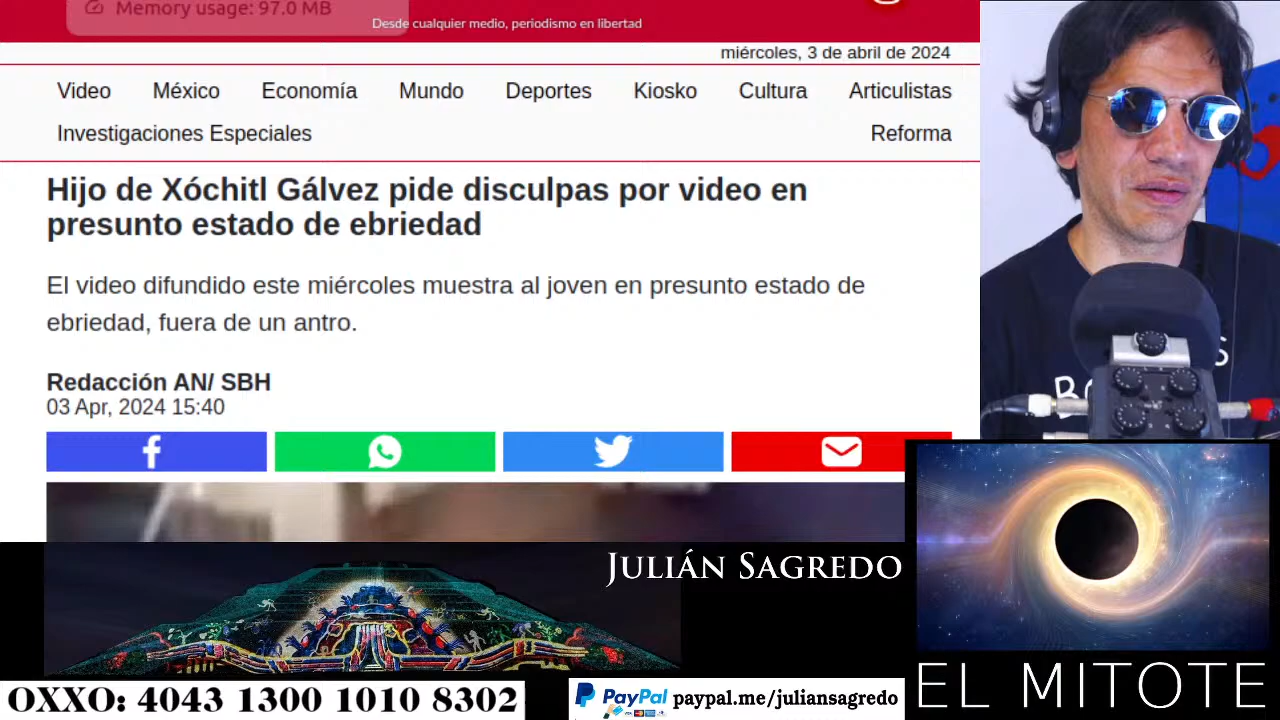 Memory usage: 97.0 MB
Desde cualquier medio, periodismo en libertad
miércoles, 3 de abril de 2024
Video México Economía Mundo Deportes Kiosko Cultura Articulistas
Investigaciones Especiales Reforma
Hijo de Xóchitl Gálvez pide disculpas por video en
presunto estado de ebriedad
El video difundido este miércoles muestra al joven en presunto estado de
ebriedad, fuera de un antro.
Redacción AN/ SBH
03 Apr, 2024 15:40
JULIÁN SAGREDO
OXXO: 4043 1300 1010 8302
PayPal paypal.me/juliansagredo
EL MITOTE